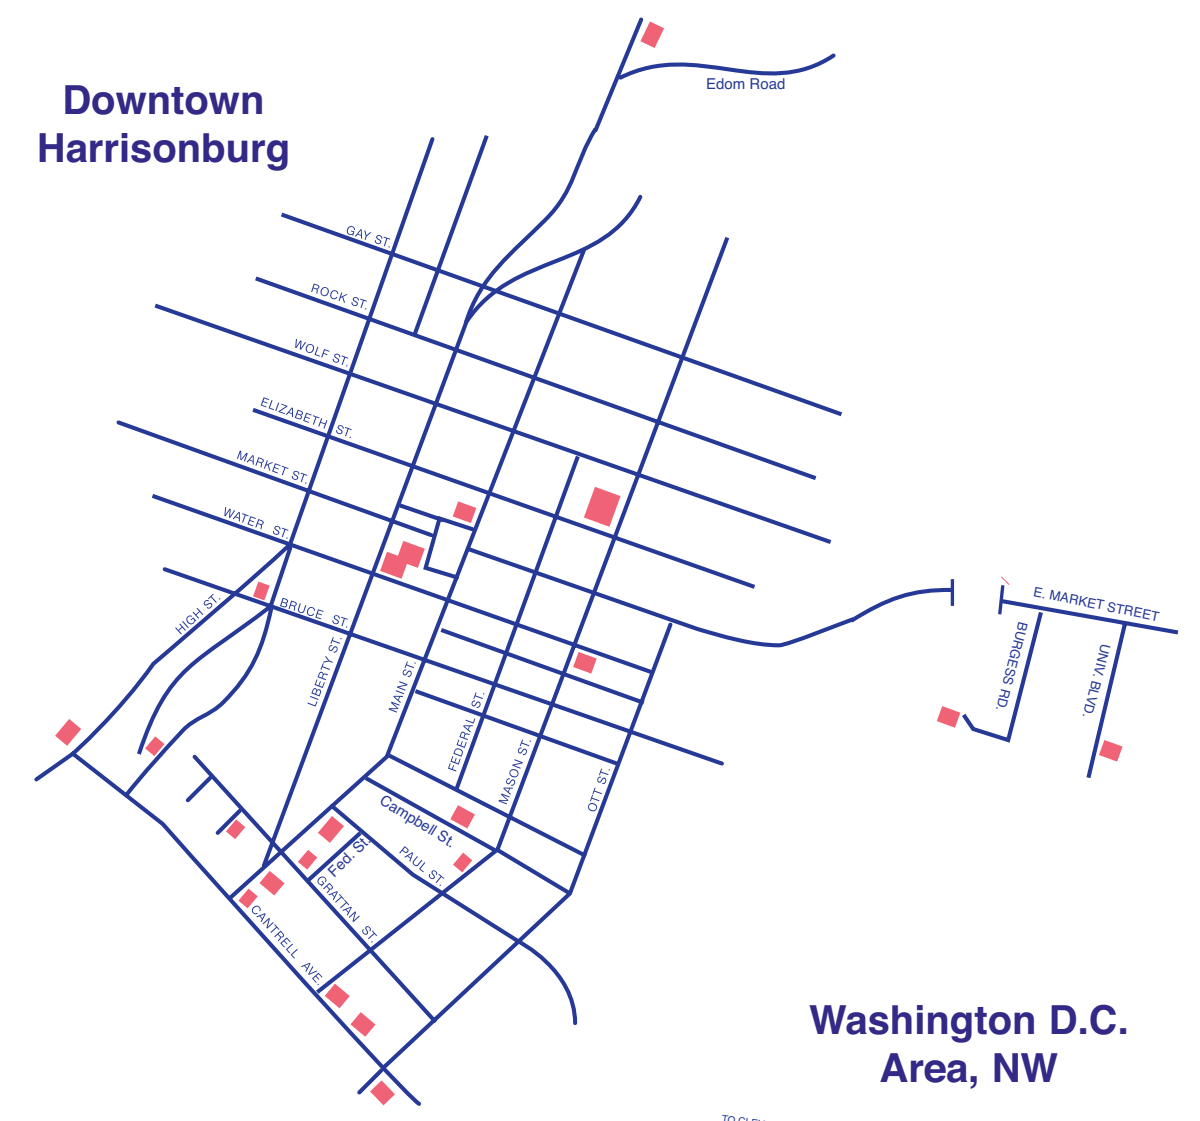 Edom Road
Downtown
Harrisonburg
GAY ST.
ROCK ST.
WOLF ST.
ELIZABETH ST.
MARKET ST.
WATER ST.
HIGH ST.
BRUCE ST.
LIBERTY ST.
MAIN ST.
FEDERAL ST.
MASON ST.
OTT ST.
E. MARKET STREET
BURGESS RD.
UNIV. BLVD.
Campbell St.
Fed. St.
PAUL ST.
GRATTAN ST.
CANTRELL AVE.
Washington D.C.
Area, NW